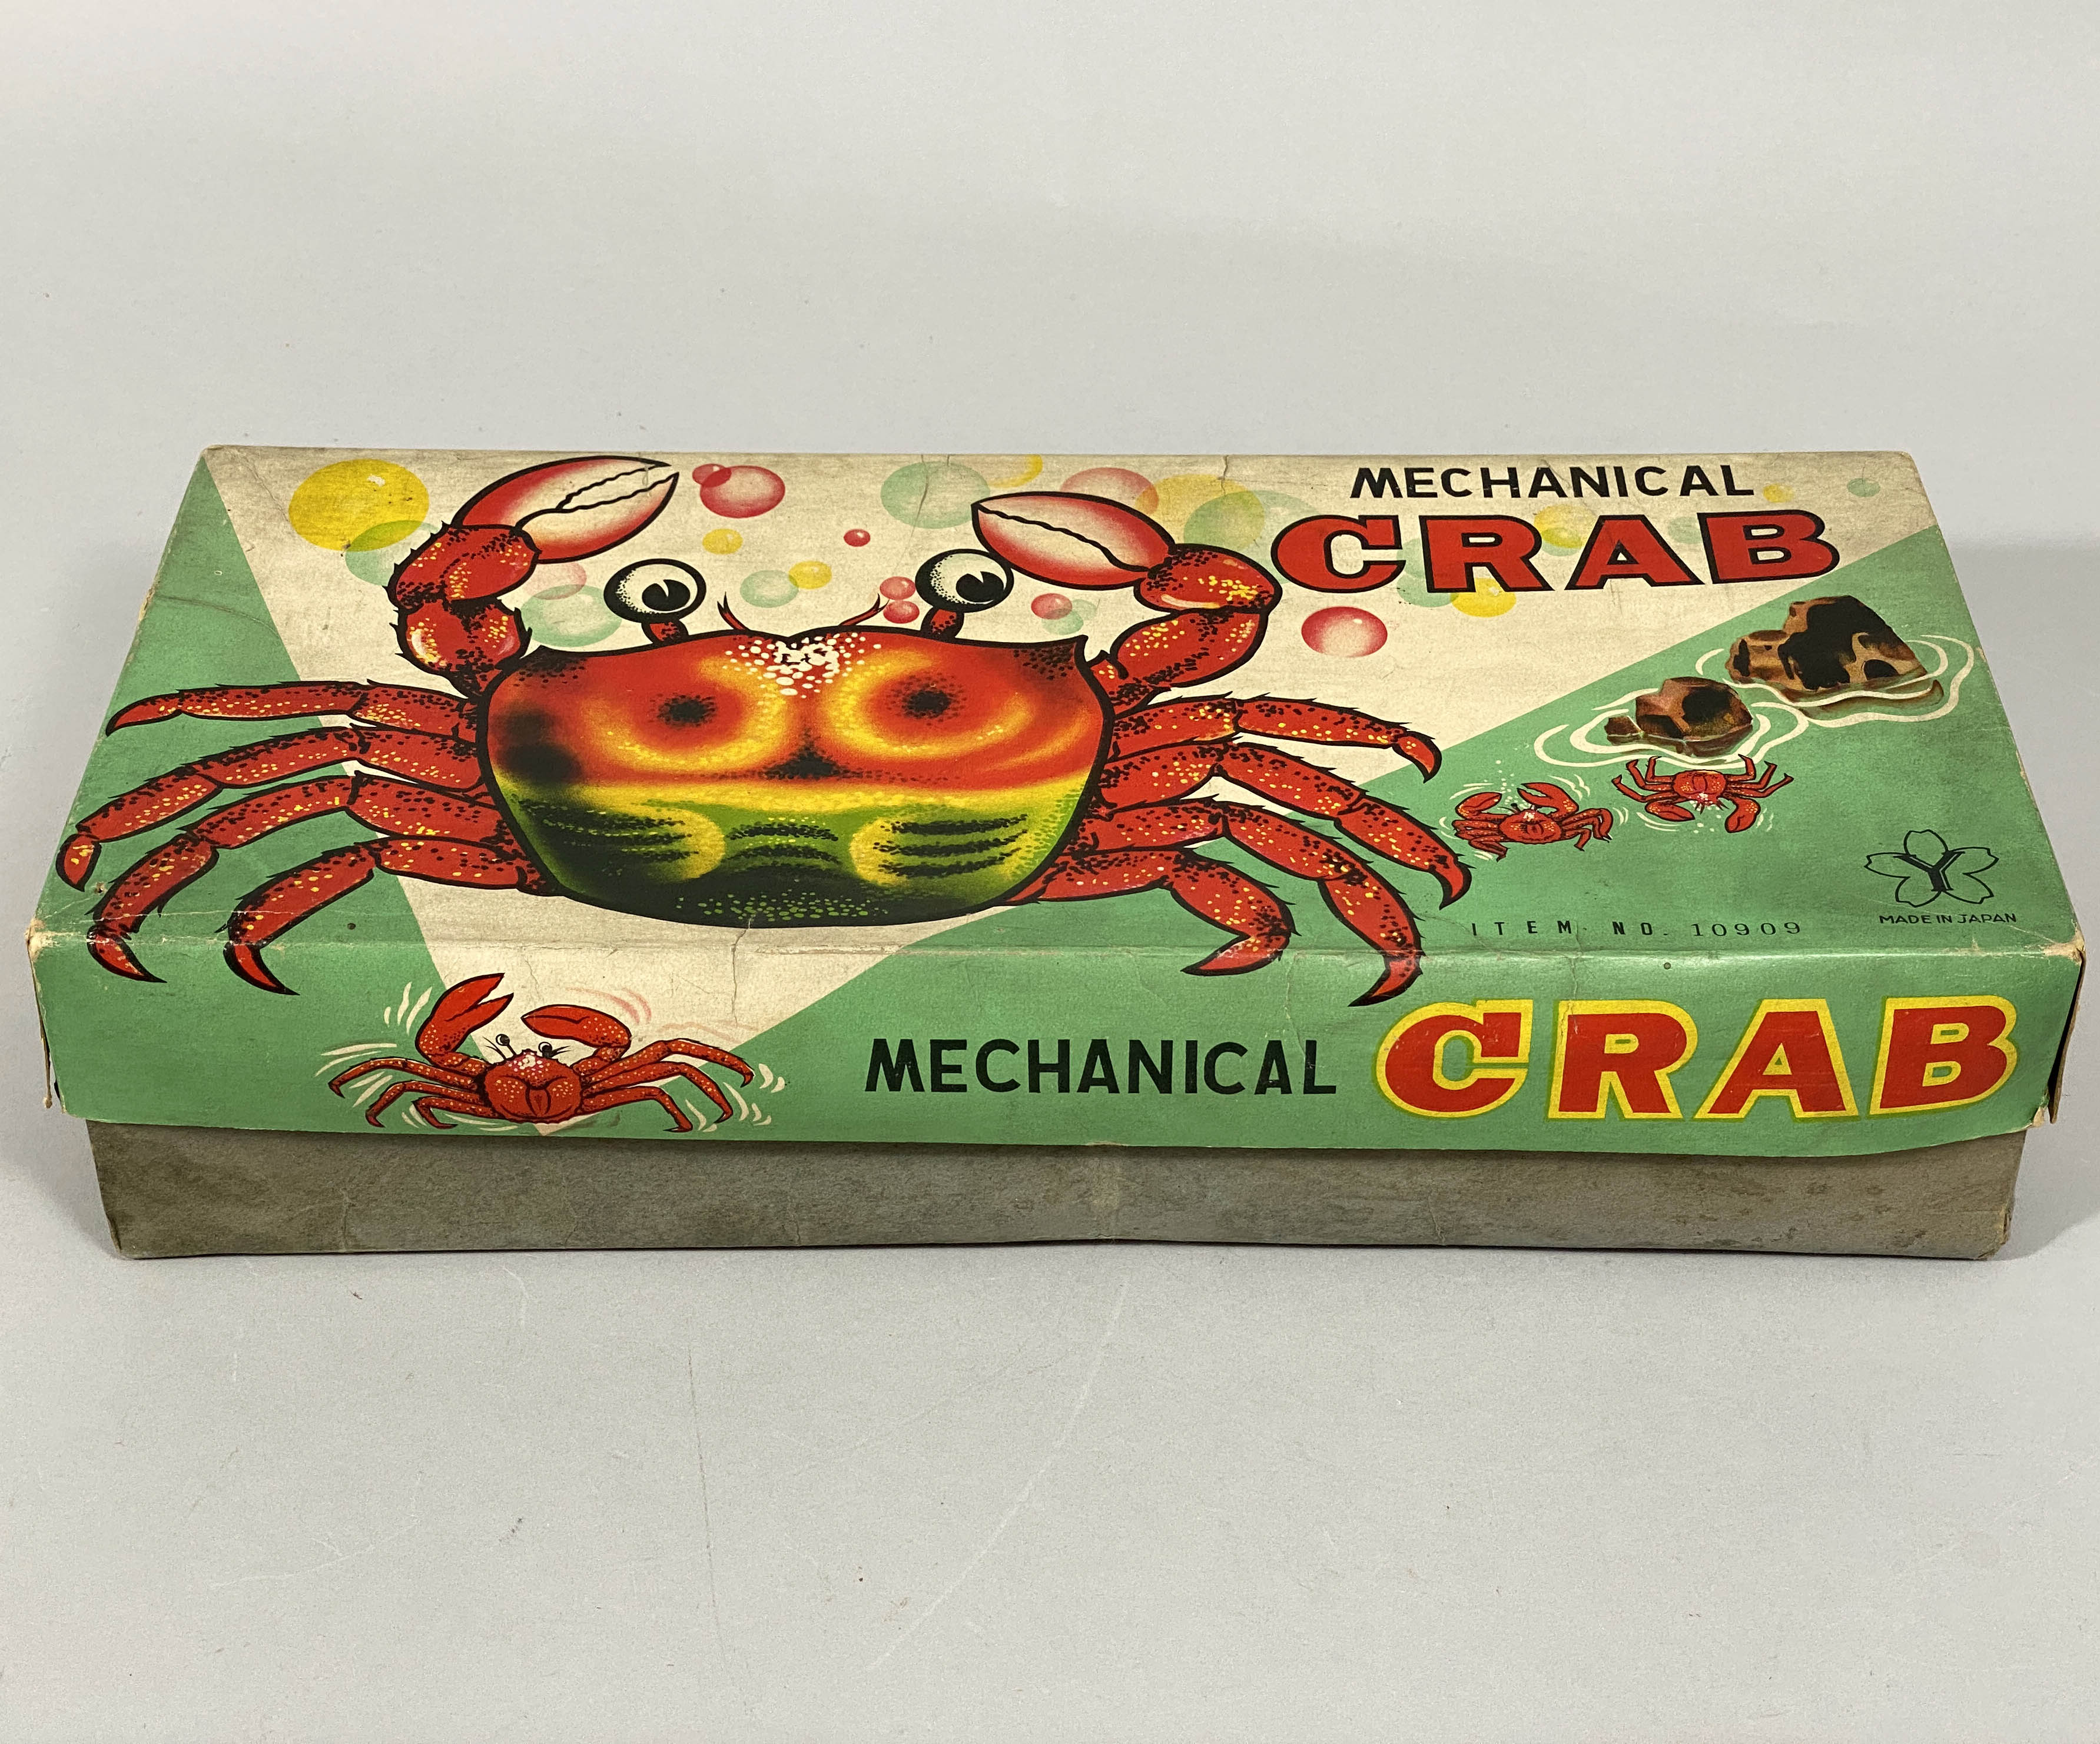 MECHANICAL
CRAB
Y
MADE IN JAPAN
ITEM NO. 10909
MECHANICAL CRAB